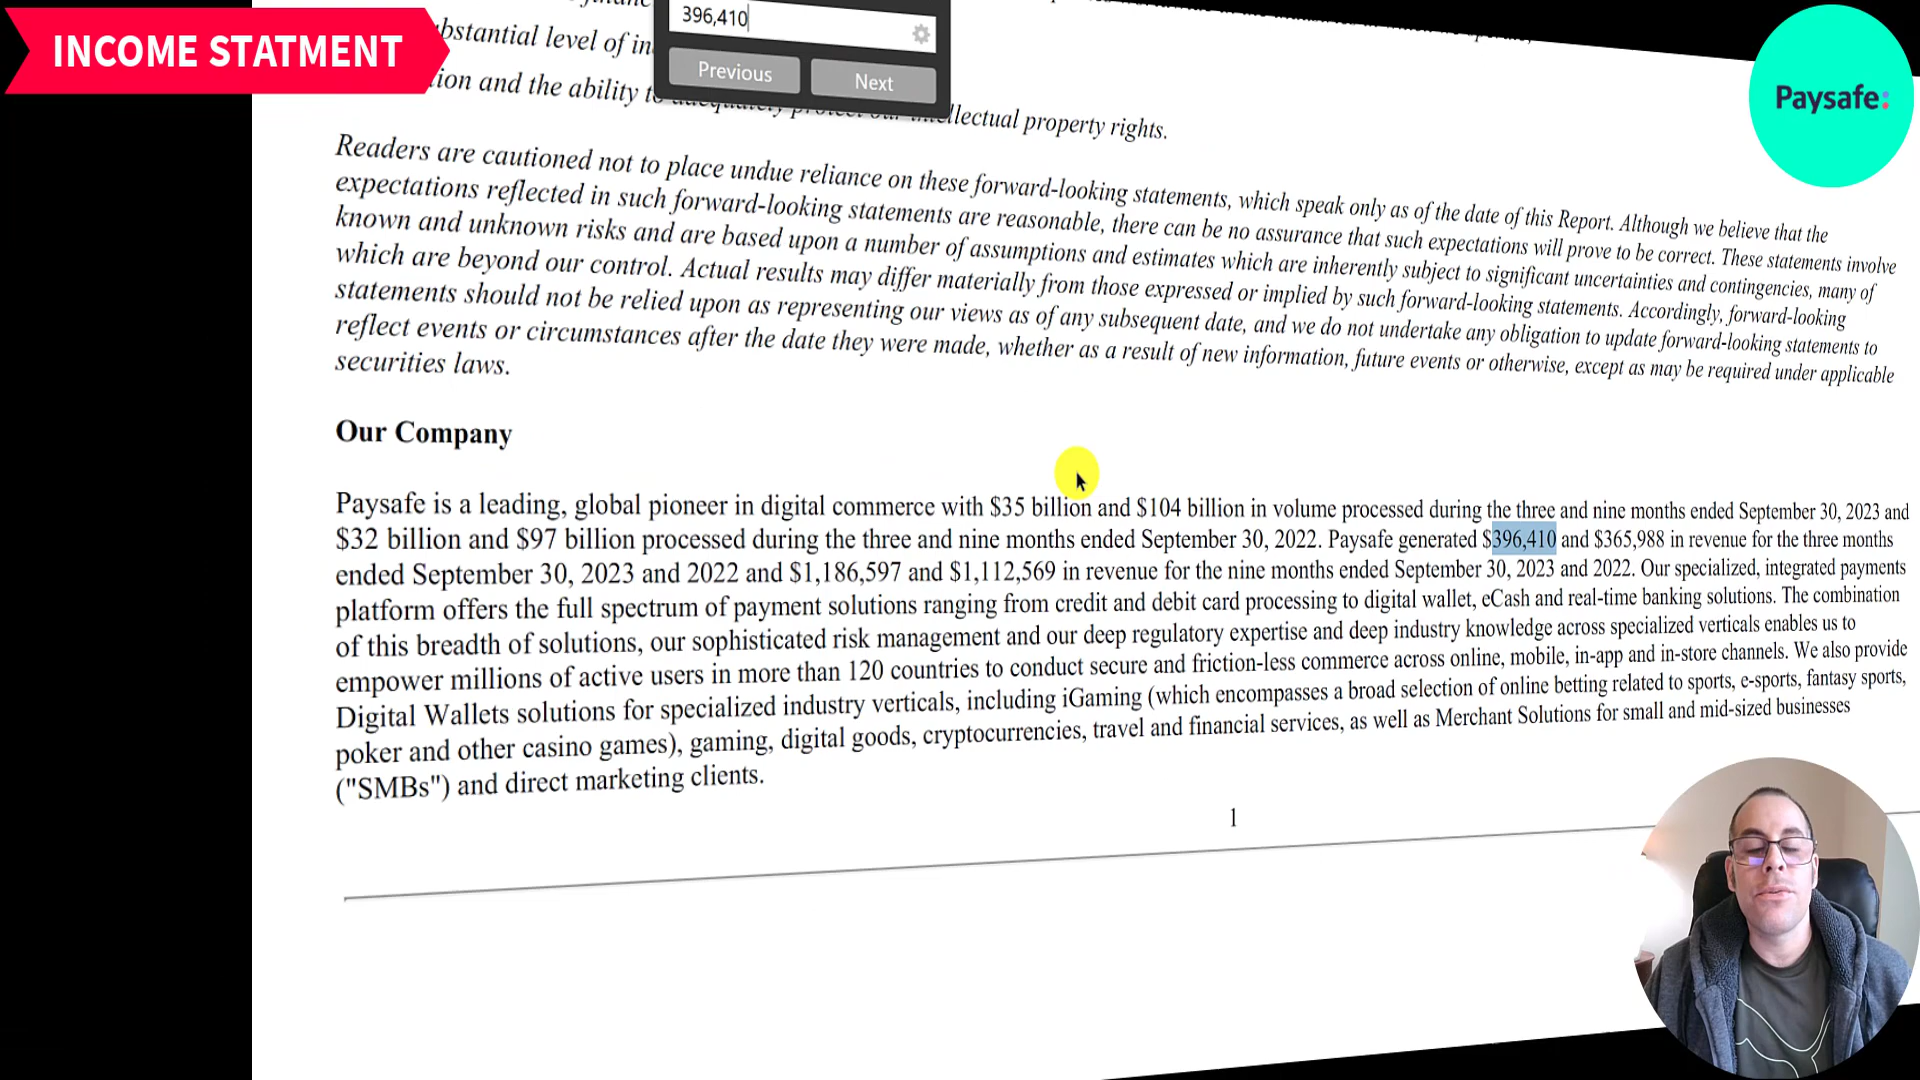 396,410
INCOME STATMENT
bstantial level of in
Previous
Next
Paysafe:
ion and the ability to adequately protect our intellectual property rights.
Readers are cautioned not to place undue reliance on these forward-looking statements, which speak only as of the date of this Report. Although we believe that the
expectations reflected in such forward-looking statements are reasonable, there can be no assurance that such expectations will prove to be correct. These statements involve
known and unknown risks and are based upon a number of assumptions and estimates which are inherently subject to significant uncertainties and contingencies, many of
which are beyond our control. Actual results may differ materially from those expressed or implied by such forward-looking statements. Accordingly, forward-looking
statements should not be relied upon as representing our views as of any subsequent date, and we do not undertake any obligation to update forward-looking statements to
reflect events or circumstances after the date they were made, whether as a result of new information, future events or otherwise, except as may be required under applicable
securities laws.
Our Company
Paysafe is a leading, global pioneer in digital commerce with $35 billion and $104 billion in volume processed during the three and nine months ended September 30, 2023 and
$32 billion and $97 billion processed during the three and nine months ended September 30, 2022. Paysafe generated $396,410 and $365,988 in revenue for the three months
ended September 30, 2023 and 2022 and $1,186,597 and $1,112,569 in revenue for the nine months ended September 30, 2023 and 2022. Our specialized, integrated payments
platform offers the full spectrum of payment solutions ranging from credit and debit card processing to digital wallet, eCash and real-time banking solutions. The combination
of this breadth of solutions, our sophisticated risk management and our deep regulatory expertise and deep industry knowledge across specialized verticals enables us to
empower millions of active users in more than 120 countries to conduct secure and friction-less commerce across online, mobile, in-app and in-store channels. We also provide
Digital Wallets solutions for specialized industry verticals, including iGaming (which encompasses a broad selection of online betting related to sports, e-sports, fantasy sports,
poker and other casino games), gaming, digital goods, cryptocurrencies, travel and financial services, as well as Merchant Solutions for small and mid-sized businesses
("SMBs") and direct marketing clients.
1